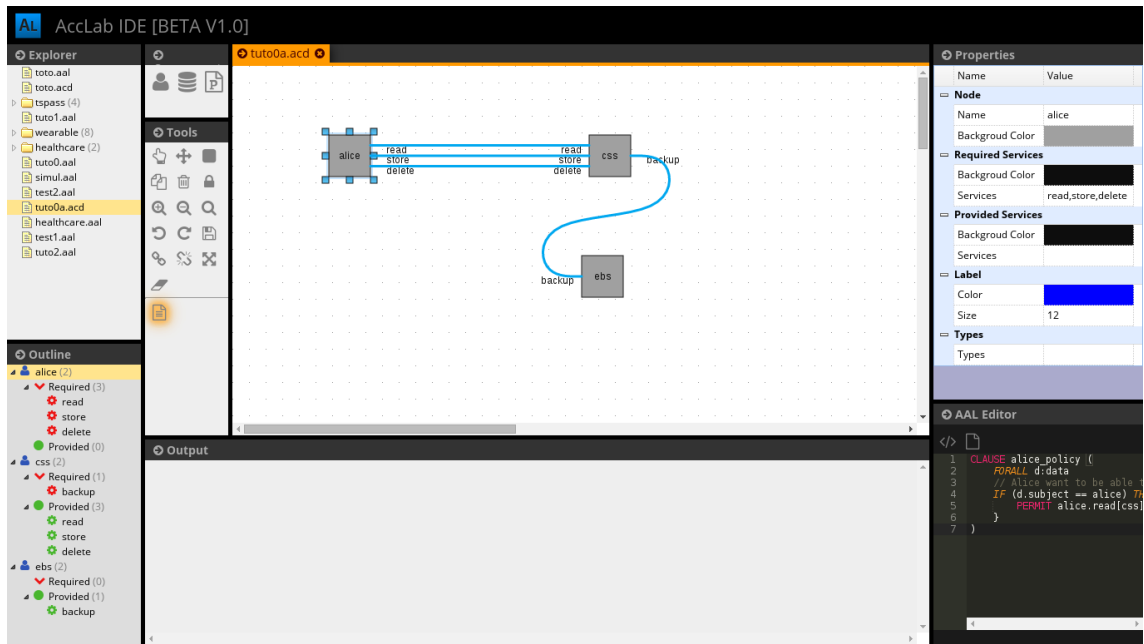 AL AccLab IDE [BETA V1.0]
Explorer
toto.aal
toto.acd
tspass (4)
tuto1.aal
wearable (8)
healthcare (2)
tuto0.aal
simul.aal
test2.aal
tuto0a.acd
healthcare.aal
test1.aal
tuto2.aal
Outline
alice (2)
Required (3)
read
store
delete
Provided (0)
css (2)
Required (1)
backup
Provided (3)
read
store
delete
ebs (2)
Required (0)
Provided (1)
backup
P
Tools
tuto0a.acd
alice
read
store
delete
read
store
delete
css
backup
backup
ebs
Output
Properties
Name Value
Node
Name alice
Backgroud Color
Required Services
Backgroud Color
Services read,store,delete
Provided Services
Backgroud Color
Services
Label
Color
Size 12
Types
Types
AAL Editor
</>
1 CLAUSE alice_policy (
2 FORALL d:data
3 // Alice want to be able
4 IF (d.subject == alice)
5 PERMIT alice.read[css]
6 }
7 )